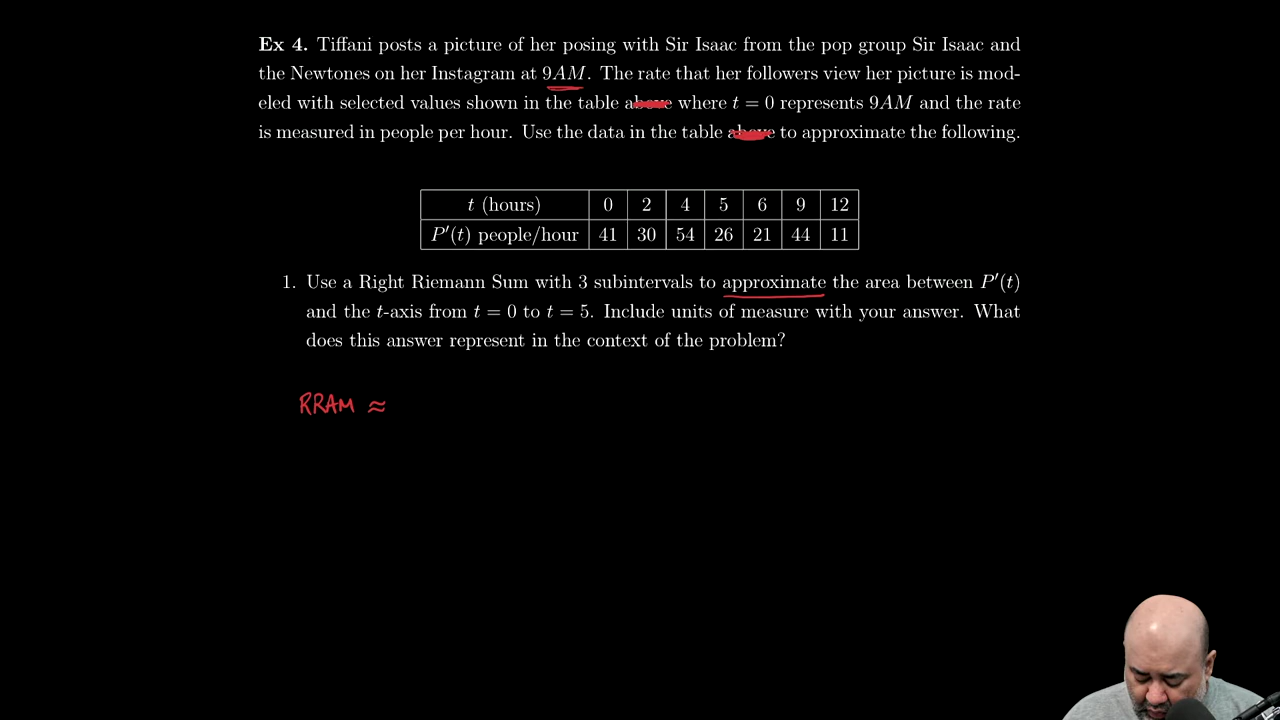 Ex 4. Tiffani posts a picture of her posing with Sir Isaac from the pop group Sir Isaac and
the Newtones on her Instagram at 9AM. The rate that her followers view her picture is mod-
eled with selected values shown in the table above where t = 0 represents 9AM and the rate
is measured in people per hour. Use the data in the table above to approximate the following.
t (hours) 0 2 4 5 6 9 12
P′(t) people/hour 41 30 54 26 21 44 11
1. Use a Right Riemann Sum with 3 subintervals to approximate the area between P′(t)
and the t-axis from t = 0 to t = 5. Include units of measure with your answer. What
does this answer represent in the context of the problem?
RRAM ≈